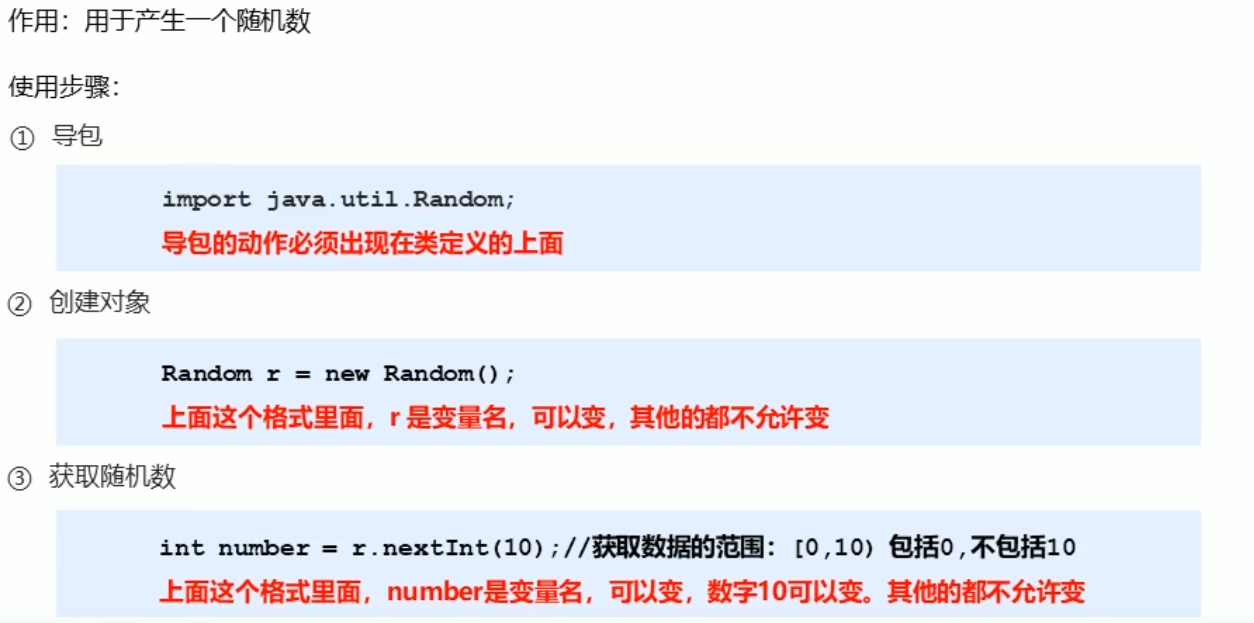 作用：用于产生一个随机数
使用步骤：
① 导包
import java.util.Random;
导包的动作必须出现在类定义的上面
② 创建对象
Random r = new Random();
上面这个格式里面，r 是变量名，可以变，其他的都不允许变
③ 获取随机数
int number = r.nextInt(10);//获取数据的范围：[0,10) 包括0,不包括10
上面这个格式里面，number是变量名，可以变，数字10可以变。其他的都不允许变